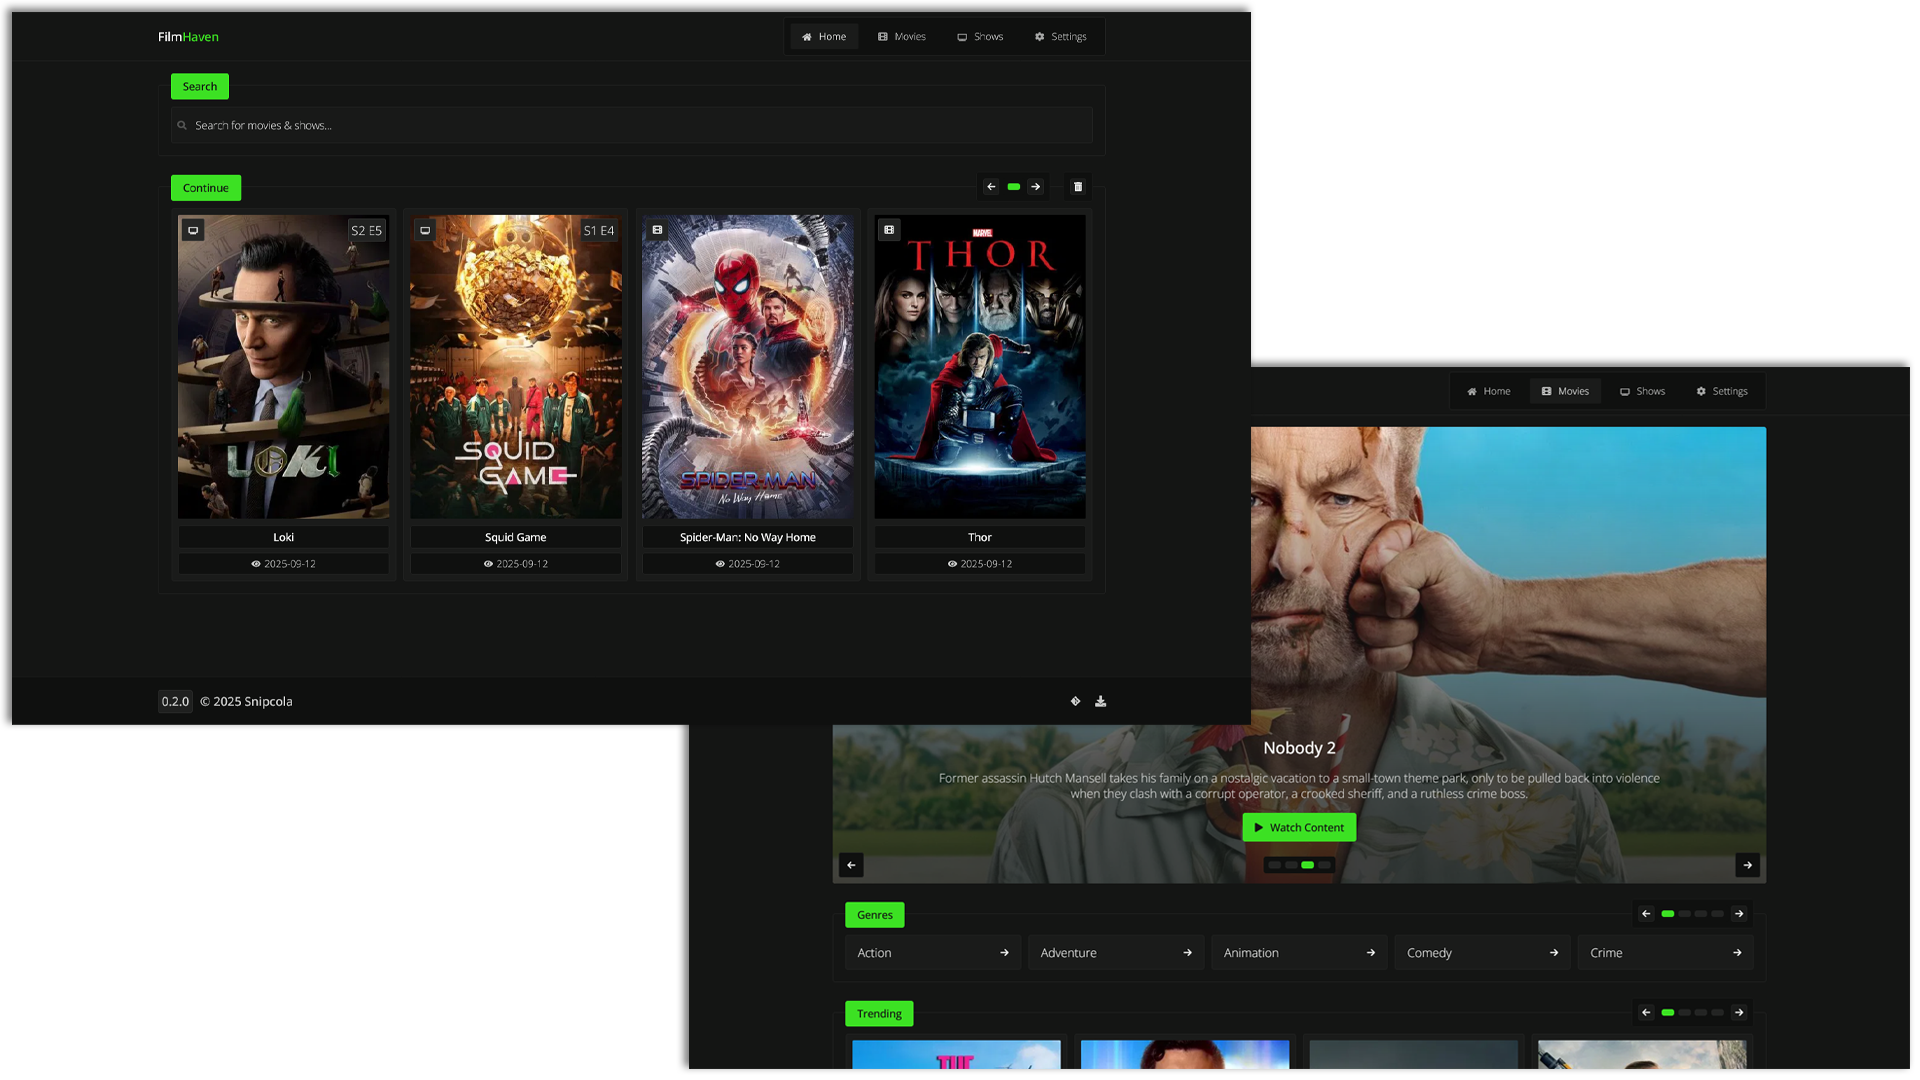 FilmHaven
Home Movies Shows Settings
Search
Search for movies & shows...
Continue
S2 E5
S1 E4
MARVEL
THOR
LOKI
SQUID
GAME
SPIDER-MAN
No Way Home
Loki
Squid Game
Spider-Man: No Way Home
Thor
2025-09-12
2025-09-12
2025-09-12
2025-09-12
0.2.0 © 2025 Snipcola
Home Movies Shows Settings
Nobody 2
Former assassin Hutch Mansell takes his family on a nostalgic vacation to a small-town theme park, only to be pulled back into violence
when they clash with a corrupt operator, a crooked sheriff, and a ruthless crime boss.
Watch Content
Genres
Action
Adventure
Animation
Comedy
Crime
Trending